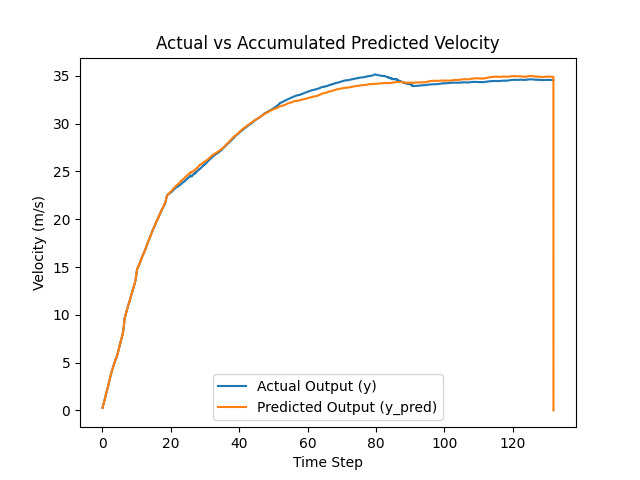 Actual vs Accumulated Predicted Velocity
35
30
25
20
15
10
5
0
Velocity (m/s)
Actual Output (y)
Predicted Output (y_pred)
0 20 40 60 80 100 120
Time Step